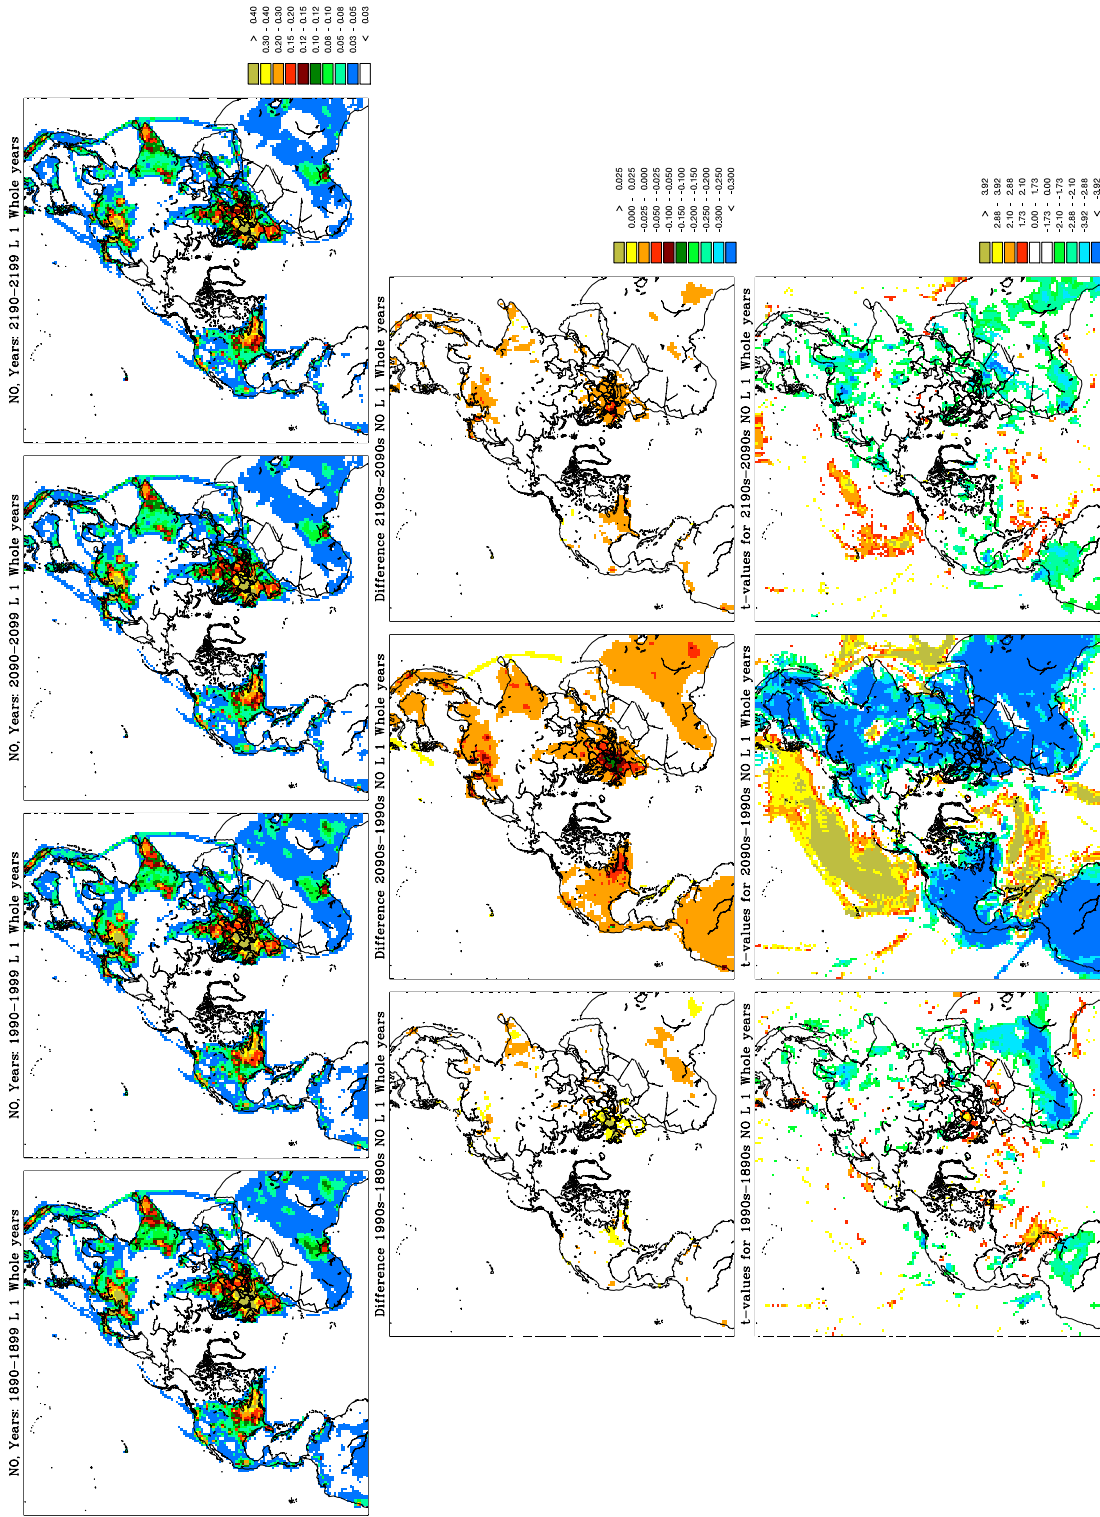 NO, Years: 1890-1899 L 1 Whole years
NO, Years: 1990-1999 L 1 Whole years
NO, Years: 2090-2099 L 1 Whole years
NO, Years: 2190-2199 L 1 Whole years
> 0.40
0.30 - 0.40
0.20 - 0.30
0.15 - 0.20
0.12 - 0.15
0.10 - 0.12
0.08 - 0.10
0.05 - 0.08
0.03 - 0.05
< 0.03
Difference 1990s-1890s NO L 1 Whole years
Difference 2090s-1990s NO L 1 Whole years
Difference 2190s-2090s NO L 1 Whole years
> 0.025
0.000 - 0.025
-0.025 - 0.000
-0.050 - -0.025
-0.100 - -0.050
-0.150 - -0.100
-0.200 - -0.150
-0.250 - -0.200
-0.300 - -0.250
< -0.300
t-values for 1990s-1890s NO L 1 Whole years
t-values for 2090s-1990s NO L 1 Whole years
t-values for 2190s-2090s NO L 1 Whole years
> 3.92
2.88 - 3.92
2.10 - 2.88
1.73 - 2.10
0.00 - 1.73
-1.73 - 0.00
-2.10 - -1.73
-2.88 - -2.10
-3.92 - -2.88
< -3.92